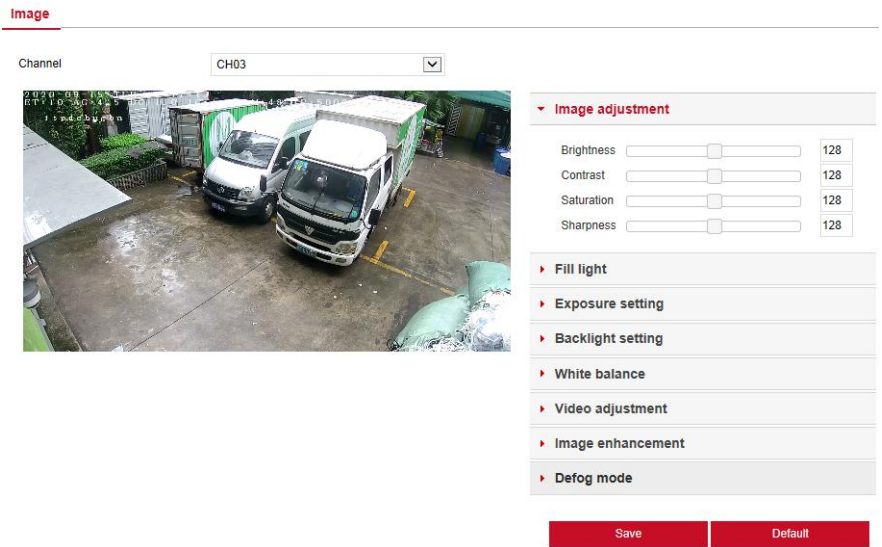 Image
Channel
CH03
Image adjustment
Brightness 128
Contrast 128
Saturation 128
Sharpness 128
Fill light
Exposure setting
Backlight setting
White balance
Video adjustment
Image enhancement
Defog mode
Save Default